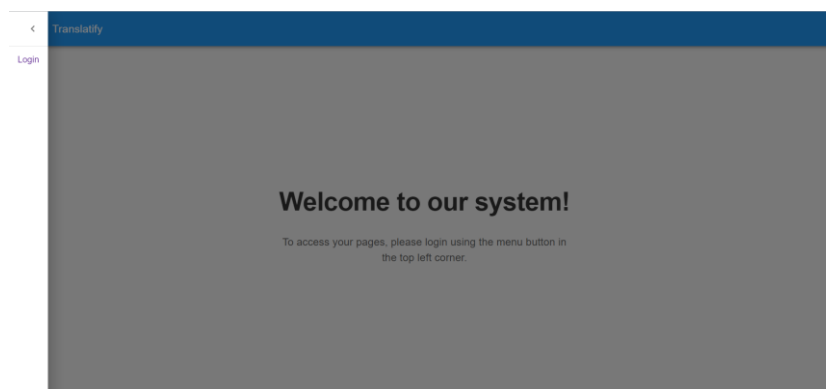 Translatify
Login
Welcome to our system!
To access your pages, please login using the menu button in
the top left corner.